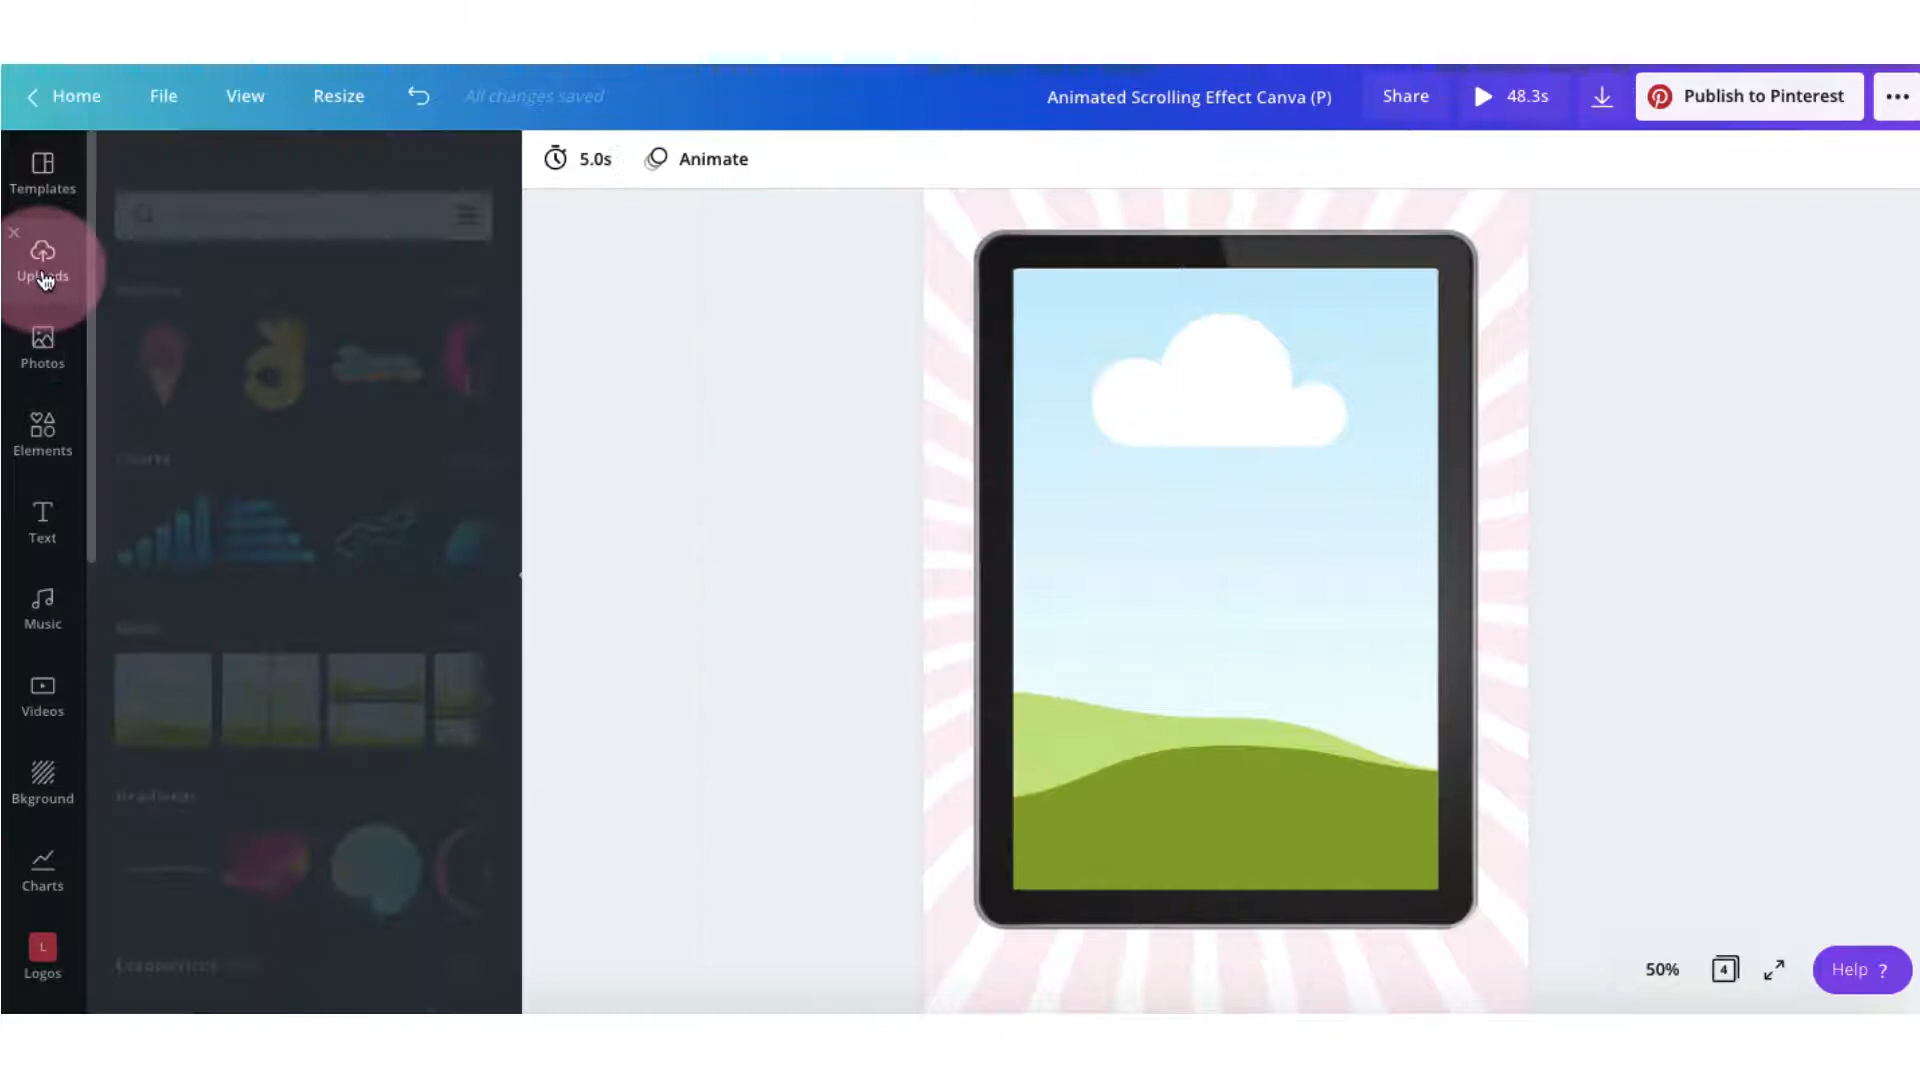 Home File View Resize All changes saved Animated Scrolling Effect Canva (P) Share 48.3s Publish to Pinterest
5.0s Animate
Templates
Uploads
Photos
Elements
Text
Music
Videos
Bkground
Charts
L
Logos
Charts
50% 4 Help ?